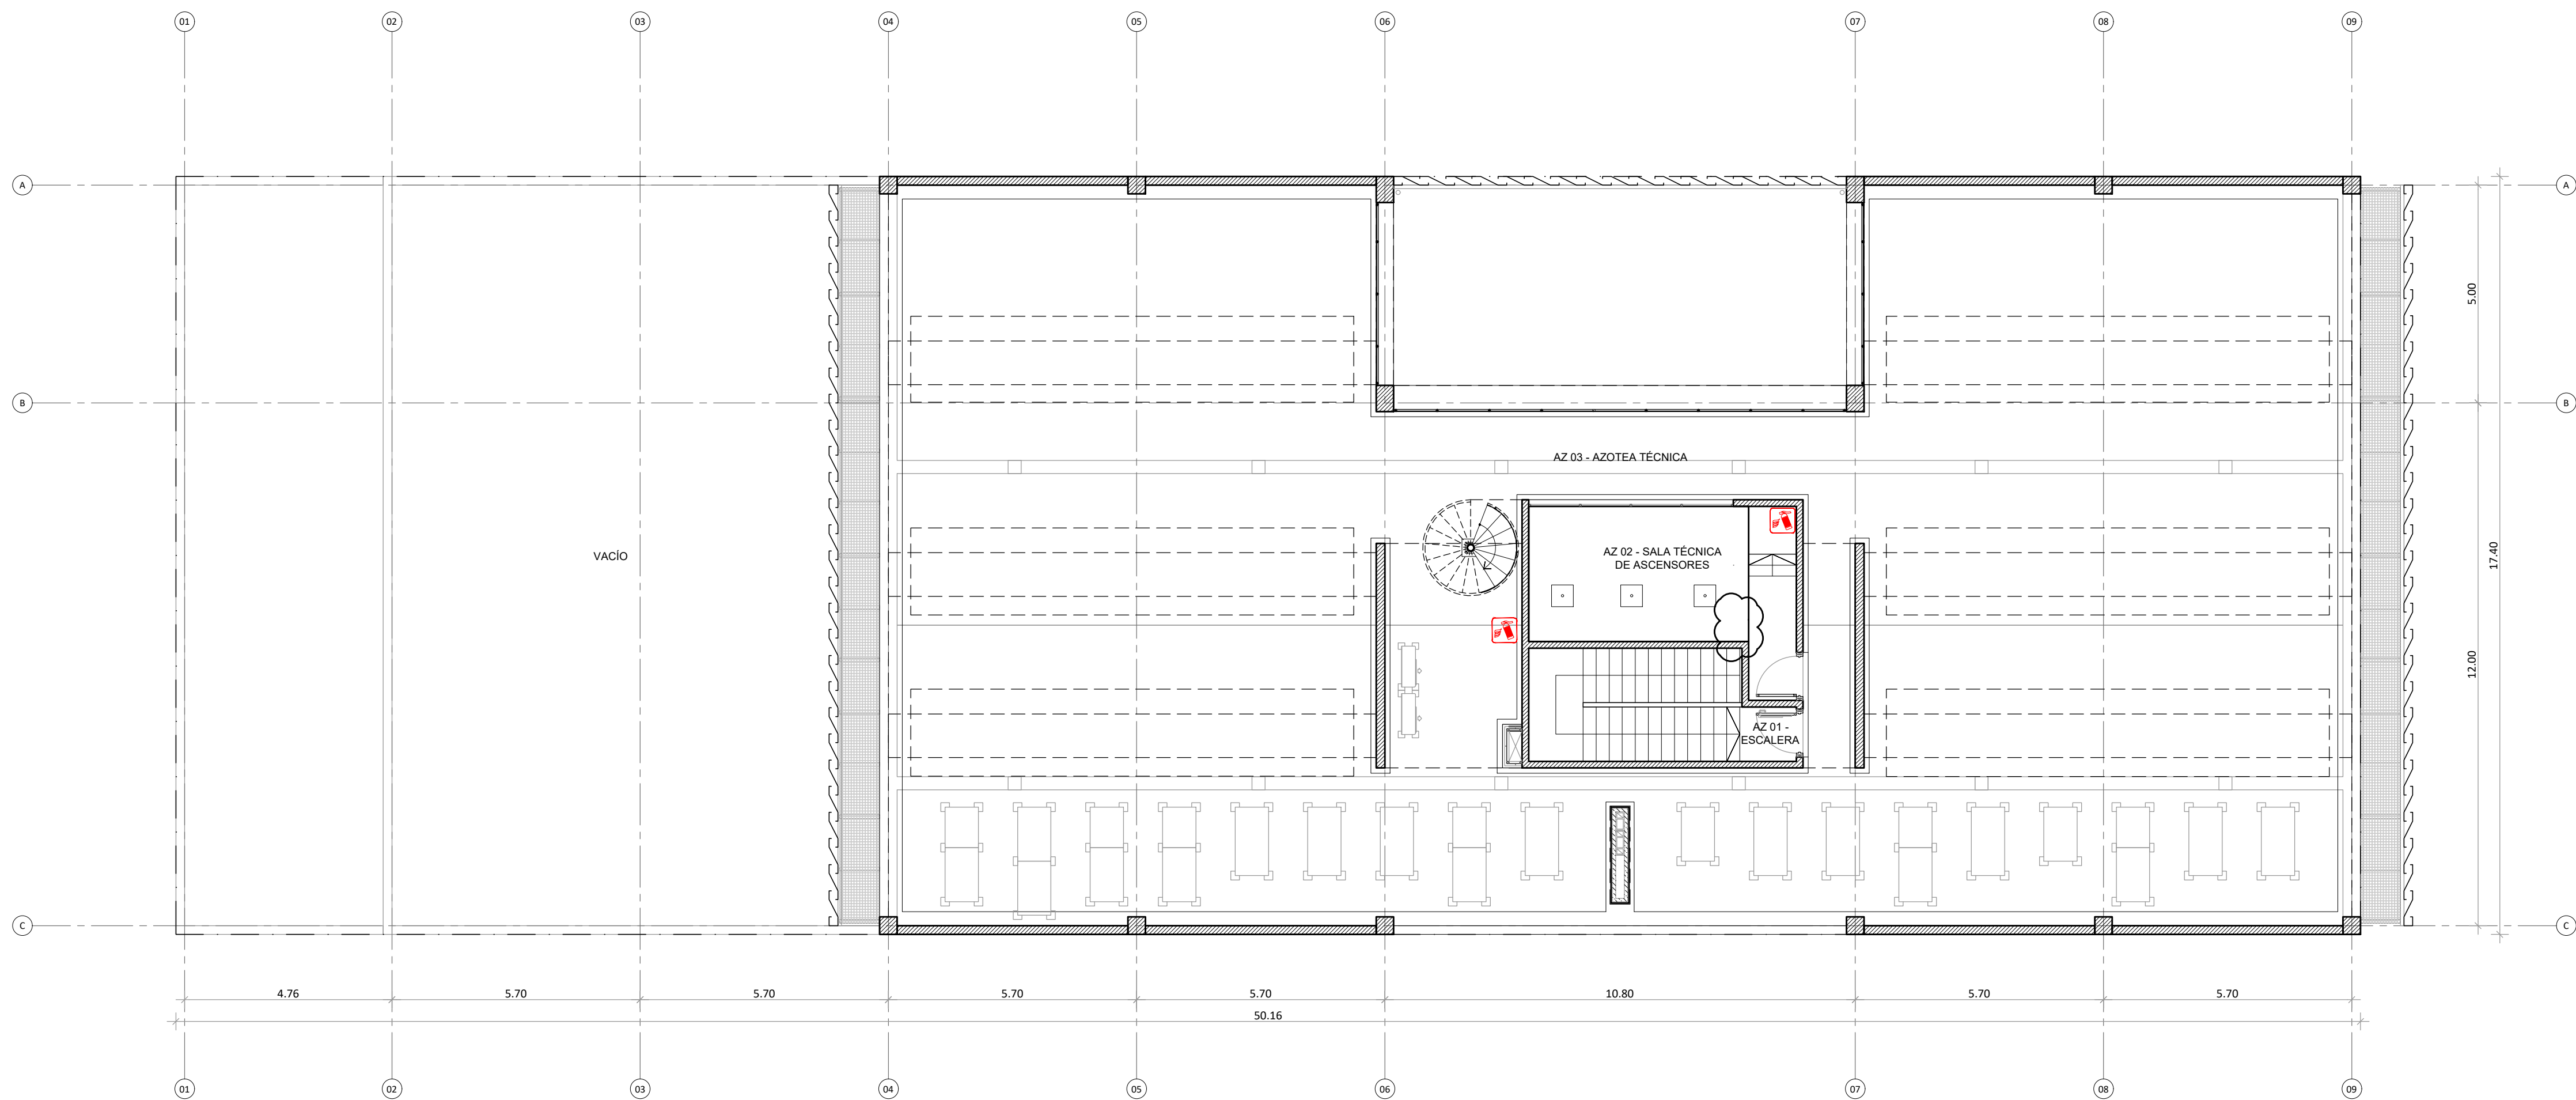 01 02 03 04 05 06 07 08 09
A A
5.00
B B
AZ 03 - AZOTEA TÉCNICA
VACÍO
AZ 02 - SALA TÉCNICA
DE ASCENSORES
17.40
12.00
AZ 01 -
ESCALERA
C C
4.76 5.70 5.70 5.70 5.70 10.80 5.70 5.70
50.16
01 02 03 04 05 06 07 08 09